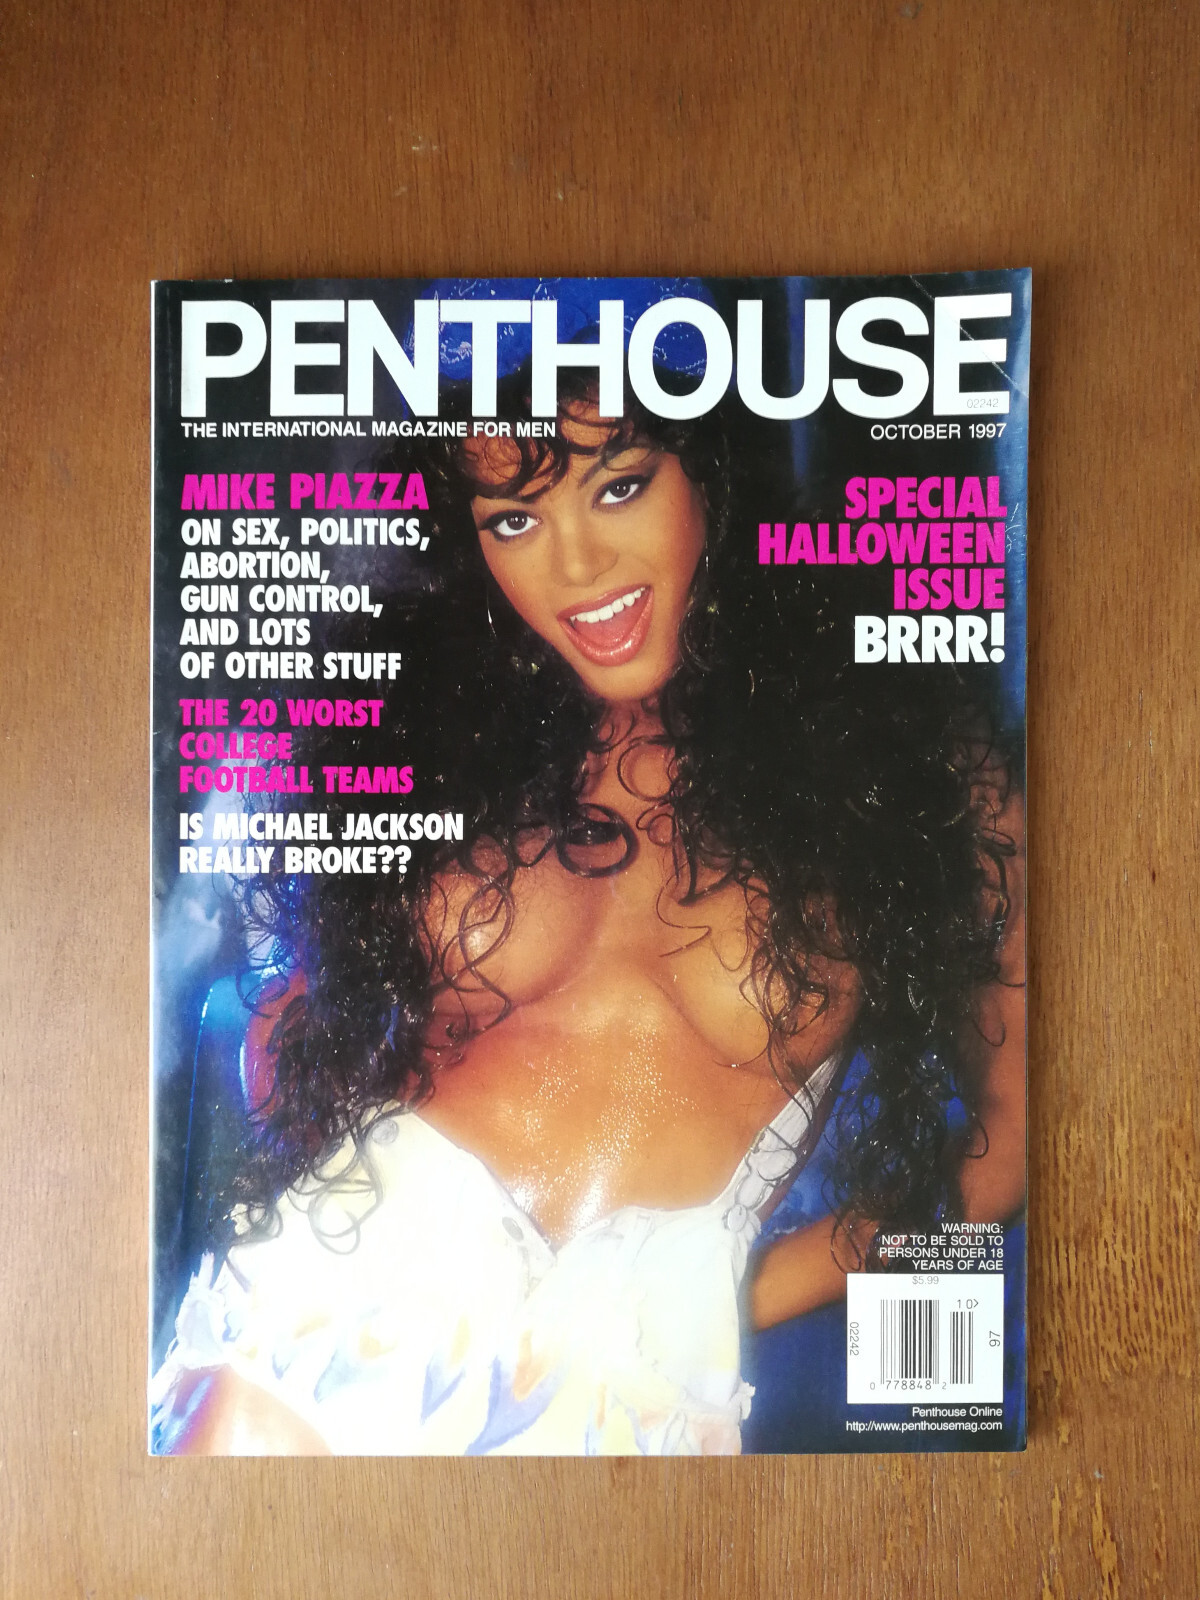 PENTHOUSE
02242
THE INTERNATIONAL MAGAZINE FOR MEN
OCTOBER 1997
MIKE PIAZZA
ON SEX, POLITICS,
ABORTION,
GUN CONTROL,
AND LOTS
OF OTHER STUFF
THE 20 WORST
COLLEGE
FOOTBALL TEAMS
IS MICHAEL JACKSON
REALLY BROKE??
SPECIAL
HALLOWEEN
ISSUE
BRRR!
WARNING:
NOT TO BE SOLD TO
PERSONS UNDER 18
YEARS OF AGE
$5.99
10>
02242
97
0 778848 2
Penthouse Online
http://www.penthousemag.com